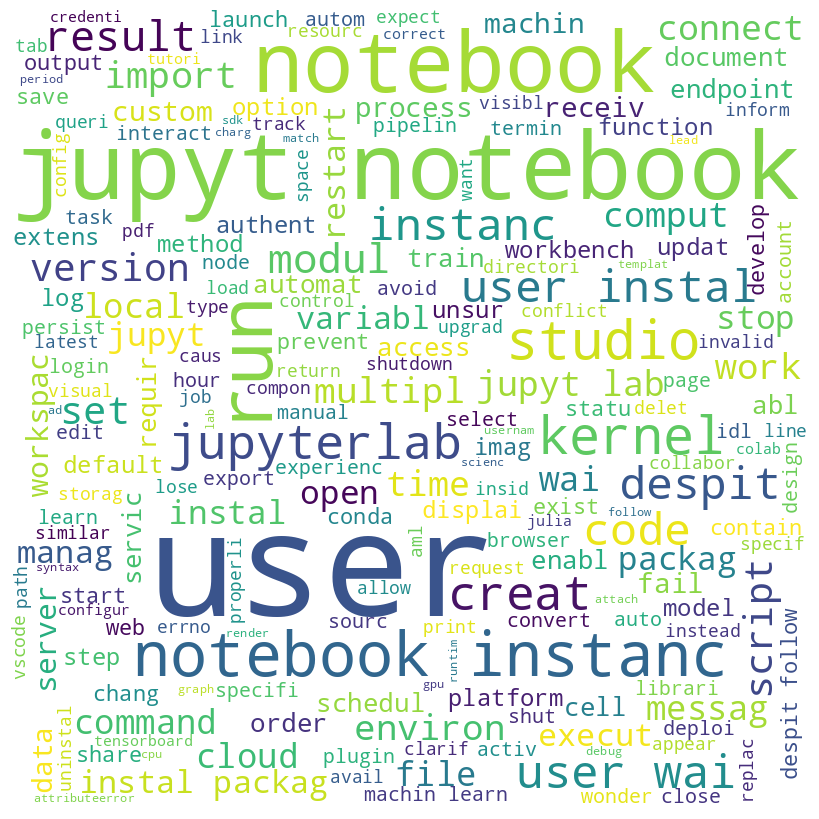 credenti
launch
autom
expect
machin
tab
result
link
resourc
correct
notebook
connect
output
tutori
period
import
document
endpoint
save
custom
option
process
visibl
receiv
inform
queri
sdk
charg
track
pipelin
termin
function
interact
match
lead
config
restart
space
want
jupyt notebook
task
pdf
authent
instanc
comput
develop
account
extens
method
workbench
updat
version
node
modul
train
directori
templat
load
automat
avoid
user instal
log
local
type
control
variabl
unsur
conflict
stop
persist
upgrad
invalid
latest
jupyt
run
prevent
access
studio
login
caus
return
shutdown
work
workspac
requir
hour
compon
multipl
jupyt lab
page
visual
job
manual
select
statu
delet
abl
ad
set
lab
usernam
kernel
edit
jupyterlab
imag
idl
line
default
experienc
scienc
collabor
colab
design
storag
lose
export
open
time
insid
wai
despit
learn
servic
instal
conda
displai
exist
julia
follow
code
contain
similar
manag
properli
aml
browser
enabl
packag
specif
syntax
user
request
fail
path
start
allow
creat
attach
script
configur
server
web
errno
sourc
print
convert
auto
model
instead
vscode
render
notebook instanc
runtim
step
graph
specifi
gpu
platform
librari
despit follow
chang
schedul
shut
cell
messag
command
order
environ
execut
deploi
data
uninstal
tensorboard
cpu
share
cloud
plugin
clarif
activ
debug
appear
replac
instal packag
avail
file
user wai
attributeerror
machin learn
wonder
close